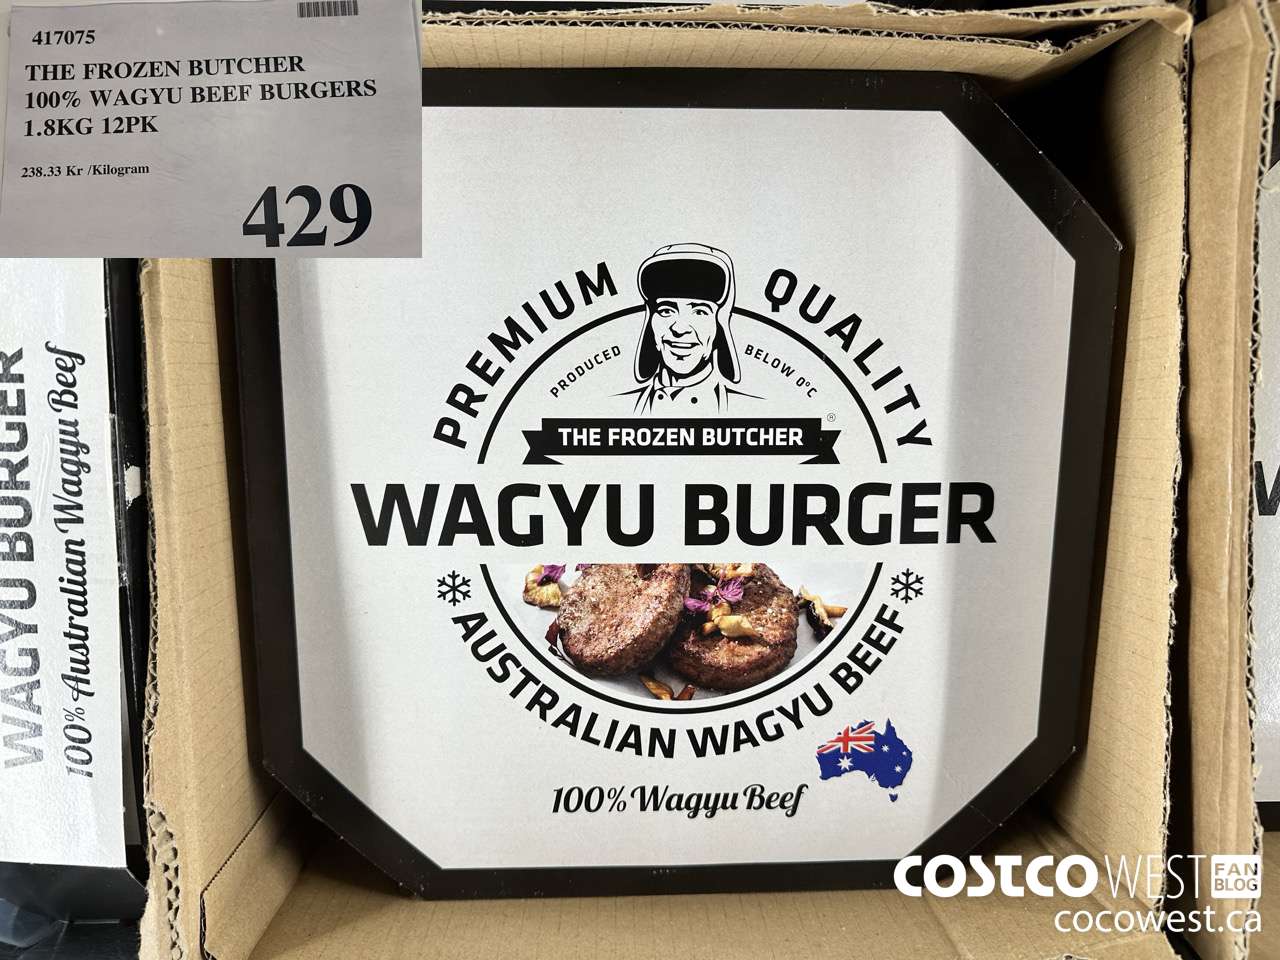 417075
THE FROZEN BUTCHER
100% WAGYU BEEF BURGERS
1.8KG 12PK
238.33 Kr /Kilogram
429
PREMIUM QUALITY
PRODUCED BELOW 0°C
THE FROZEN BUTCHER
®
WAGYU BURGER
AUSTRALIAN WAGYU BEEF
100% Wagyu Beef
WAGYU BURGER
100% Australian Wagyu Beef
W
COSTCO WEST FAN BLOG
cocowest.ca